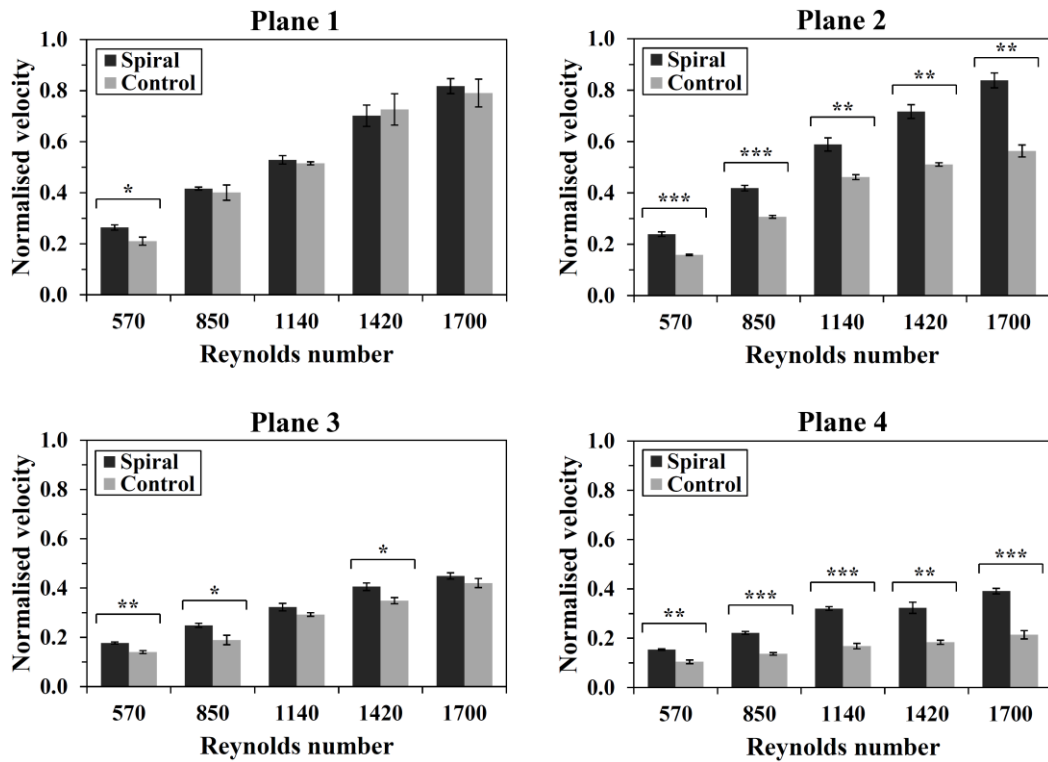 Plane 1
Normalised velocity
1.0
0.8
0.6
0.4
0.2
0.0
Spiral
Control
*
570 850 1140 1420 1700
Reynolds number
Plane 2
Normalised velocity
1.0
0.8
0.6
0.4
0.2
0.0
Spiral
Control
*** *** ** ** **
570 850 1140 1420 1700
Reynolds number
Plane 3
Normalised velocity
1.0
0.8
0.6
0.4
0.2
0.0
Spiral
Control
** * *
570 850 1140 1420 1700
Reynolds number
Plane 4
Normalised velocity
1.0
0.8
0.6
0.4
0.2
0.0
Spiral
Control
** *** *** ** ***
570 850 1140 1420 1700
Reynolds number